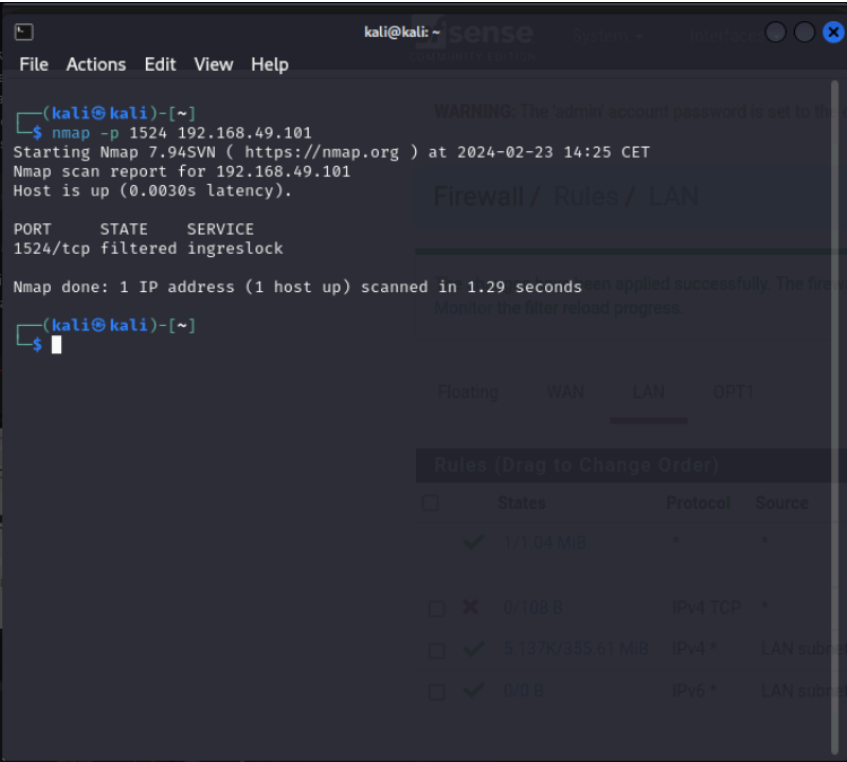 kali@kali: ~
File Actions Edit View Help
┌──(kali㉿kali)-[~]
└─$ nmap -p 1524 192.168.49.101
Starting Nmap 7.94SVN ( https://nmap.org ) at 2024-02-23 14:25 CET
Nmap scan report for 192.168.49.101
Host is up (0.0030s latency).
PORT     STATE    SERVICE
1524/tcp filtered ingreslock
Nmap done: 1 IP address (1 host up) scanned in 1.29 seconds
┌──(kali㉿kali)-[~]
└─$
sense
COMMUNITY EDITION
System
WARNING: The 'admin' account password is set to the
Firewall / Rules / LAN
applied successfully. The
Monitor the filter reload progress.
Floating WAN LAN OPT1
Rules (Drag to Change Order)
States Protocol Source
1/1.04 MiB * *
0/108 B IPv4 TCP *
5.137K/355.61 MiB IPv4 * LAN
0/0 B IPv6 * LAN